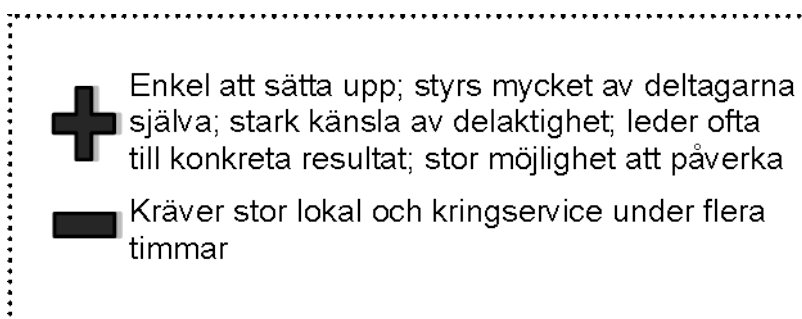 Enkel att sätta upp; styrs mycket av deltagarna
själva; stark känsla av delaktighet; leder ofta
till konkreta resultat; stor möjlighet att påverka
Kräver stor lokal och kringservice under flera
timmar